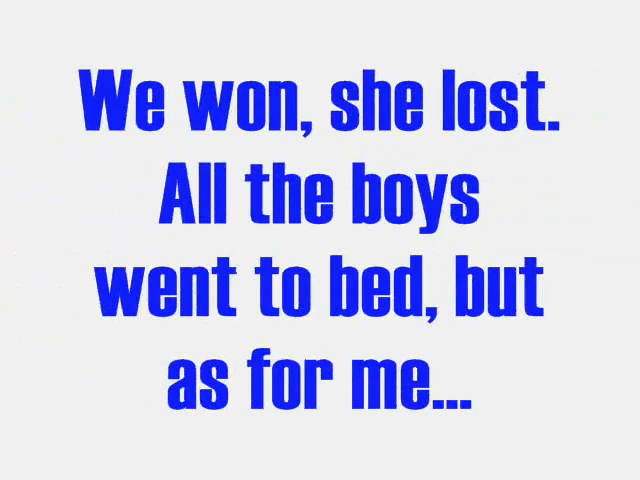 We won, she lost.
All the boys
went to bed, but
as for me...